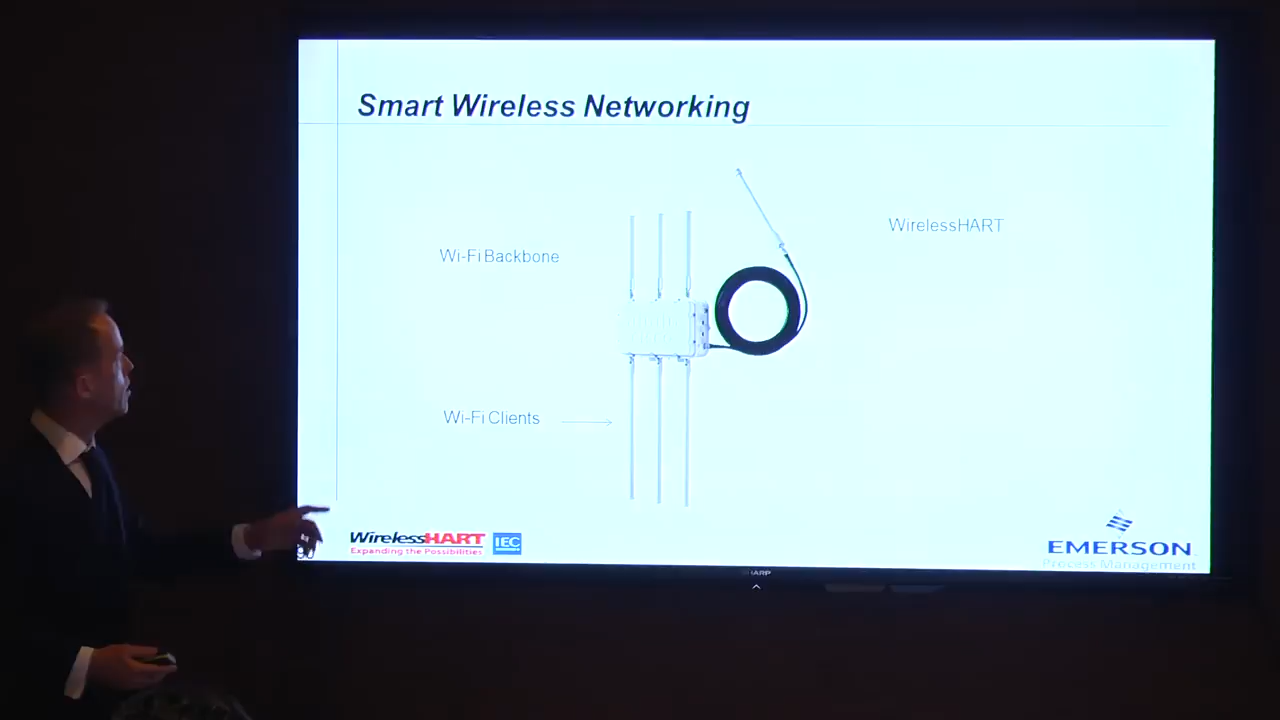 Smart Wireless Networking
WirelessHART
Wi-Fi Backbone
Wi-Fi Clients
WirelessHART
Expanding the Possibilities
IEC
EMERSON
Process Management
SHARP